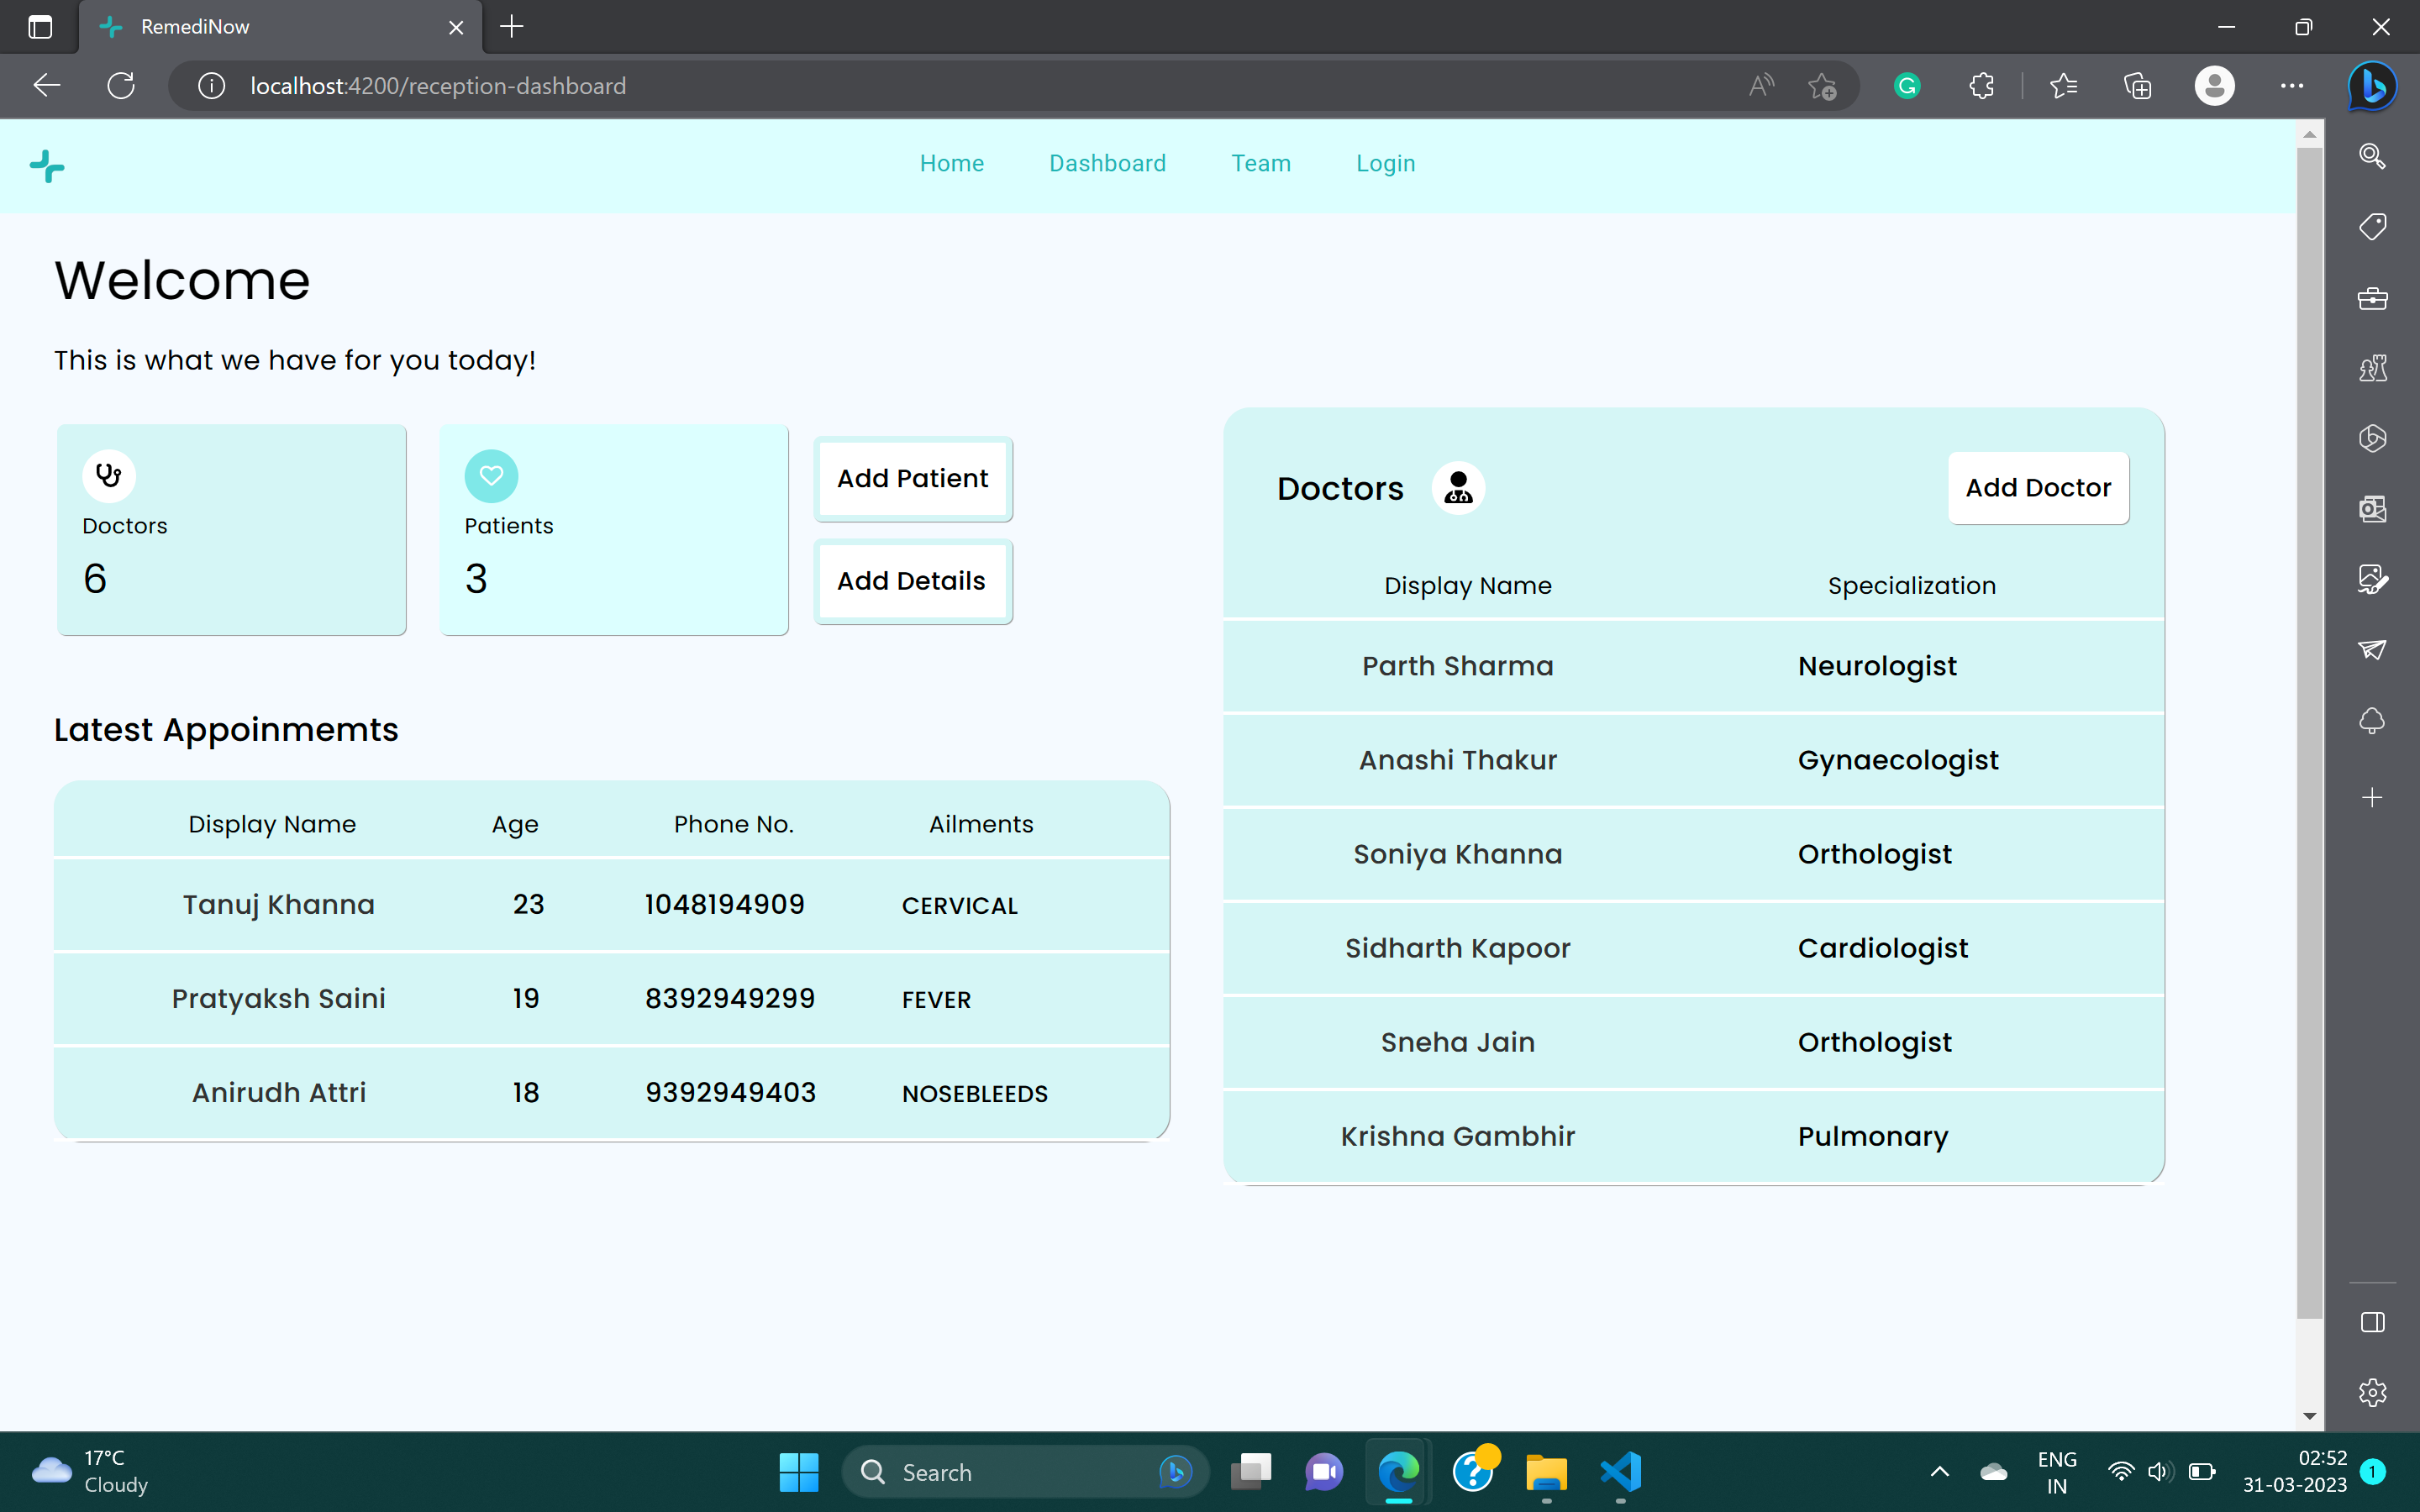 RemediNow
localhost:4200/reception-dashboard
Home Dashboard Team Login
Welcome
This is what we have for you today!
Doctors
6
Patients
3
Add Patient
Add Details
Latest Appoinmemts
Display Name Age Phone No. Ailments
Tanuj Khanna 23 1048194909 CERVICAL
Pratyaksh Saini 19 8392949299 FEVER
Anirudh Attri 18 9392949403 NOSEBLEEDS
Doctors
Add Doctor
Display Name Specialization
Parth Sharma Neurologist
Anashi Thakur Gynaecologist
Soniya Khanna Orthologist
Sidharth Kapoor Cardiologist
Sneha Jain Orthologist
Krishna Gambhir Pulmonary
17°C
Cloudy
Search
ENG
IN
02:52
31-03-2023
1